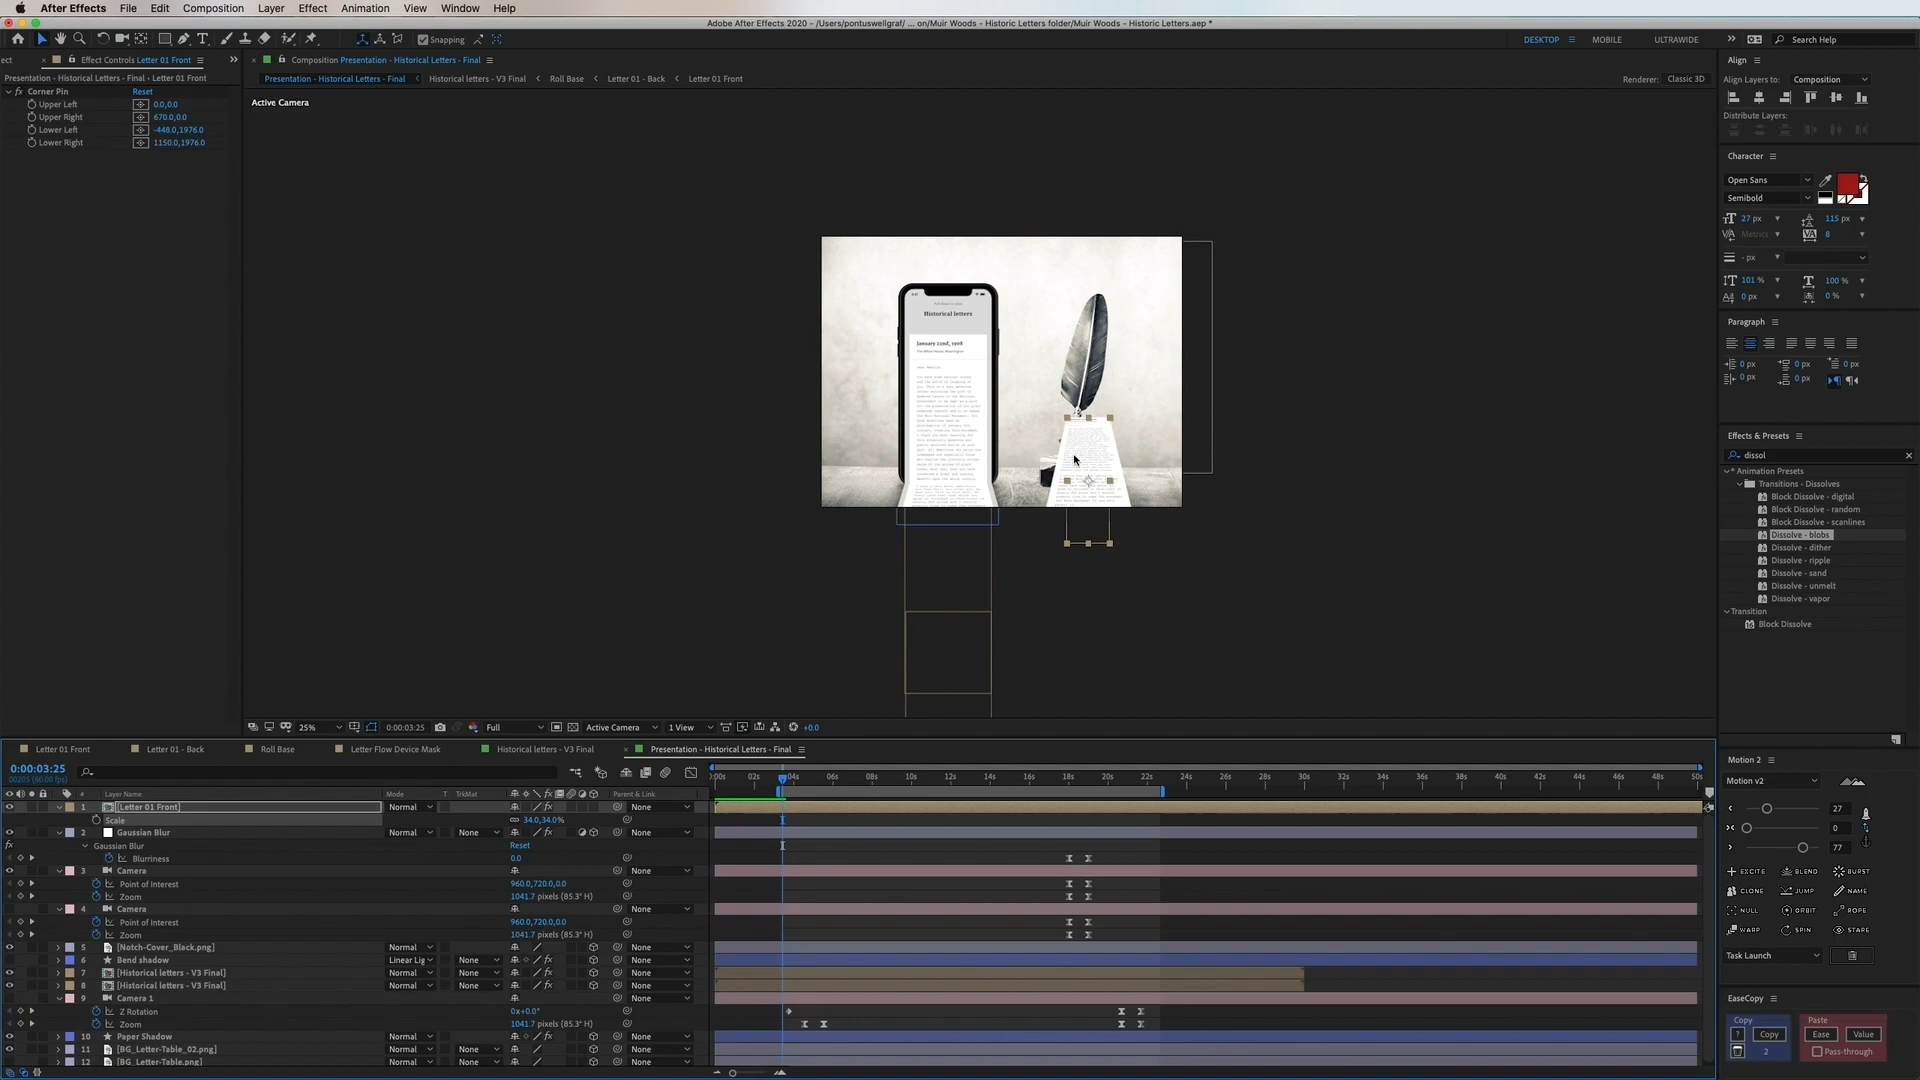 After Effects File Edit Composition Layer Effect Animation View Window Help
Adobe After Effects 2020 - /Users/pontuswellgraf/ ... on/Muir Woods - Historic Letters folder/Muir Woods - Historic Letters.aep *
Snapping
DESKTOP MOBILE ULTRAWIDE Search Help
ect Effect Controls Letter 01 Front
Presentation - Historical Letters - Final • Letter 01 Front
fx Corner Pin Reset
Upper Left 0.0,0.0
Upper Right 670.0,0.0
Lower Left -448.0,1976.0
Lower Right 1150.0,1976.0
Composition Presentation - Historical Letters - Final
Presentation - Historical Letters - Final Historical letters - V3 Final Roll Base Letter 01 - Back Letter 01 Front
Renderer: Classic 3D
Active Camera
Historical letters
January 22nd, 1908
The White House, Washington
25% 0:00:03:25 Full Active Camera 1 View +0.0
Align
Align Layers to: Composition
Distribute Layers:
Character
Open Sans
Semibold
27 px 115 px
Metrics 8
- px
101 % 100 %
0 px 0 %
Paragraph
0 px 0 px 0 px
0 px 0 px
Effects & Presets
dissol
* Animation Presets
Transitions - Dissolves
Block Dissolve - digital
Block Dissolve - random
Block Dissolve - scanlines
Dissolve - blobs
Dissolve - dither
Dissolve - ripple
Dissolve - sand
Dissolve - unmelt
Dissolve - vapor
Transition
Block Dissolve
Letter 01 Front Letter 01 - Back Roll Base Letter Flow Device Mask Historical letters - V3 Final Presentation - Historical Letters - Final
0:00:03:25
00205 (60.00 fps)
:00s 02s 04s 06s 08s 10s 12s 14s 16s 18s 20s 22s 24s 26s 28s 30s 32s 34s 36s 38s 40s 42s 44s 46s 48s 50s
# Layer Name Mode T TrkMat Parent & Link
1 [Letter 01 Front] Normal None
Scale 34.0,34.0%
2 Gaussian Blur Normal None None
Gaussian Blur Reset
Blurriness 0.0
3 Camera None
Point of Interest 960.0,720.0,0.0
Zoom 1041.7 pixels (85.3° H)
4 Camera None
Point of Interest 960.0,720.0,0.0
Zoom 1041.7 pixels (85.3° H)
5 [Notch-Cover_Black.png] Normal None None
6 Bend shadow Linear Lig None None
7 [Historical letters - V3 Final] Normal None None
8 [Historical letters - V3 Final] Normal None None
9 Camera 1 None
Z Rotation 0x+0.0°
Zoom 1041.7 pixels (85.3° H)
10 Paper Shadow Normal None None
11 [BG_Letter-Table_02.png] Normal None None
12 [BG_Letter-Table.png] Normal None None
Motion 2
Motion v2
27
0
77
EXCITE BLEND BURST
CLONE JUMP NAME
NULL ORBIT ROPE
WARP SPIN STARE
Task Launch
EaseCopy
Copy Paste
? Copy Ease Value
2 Pass-through